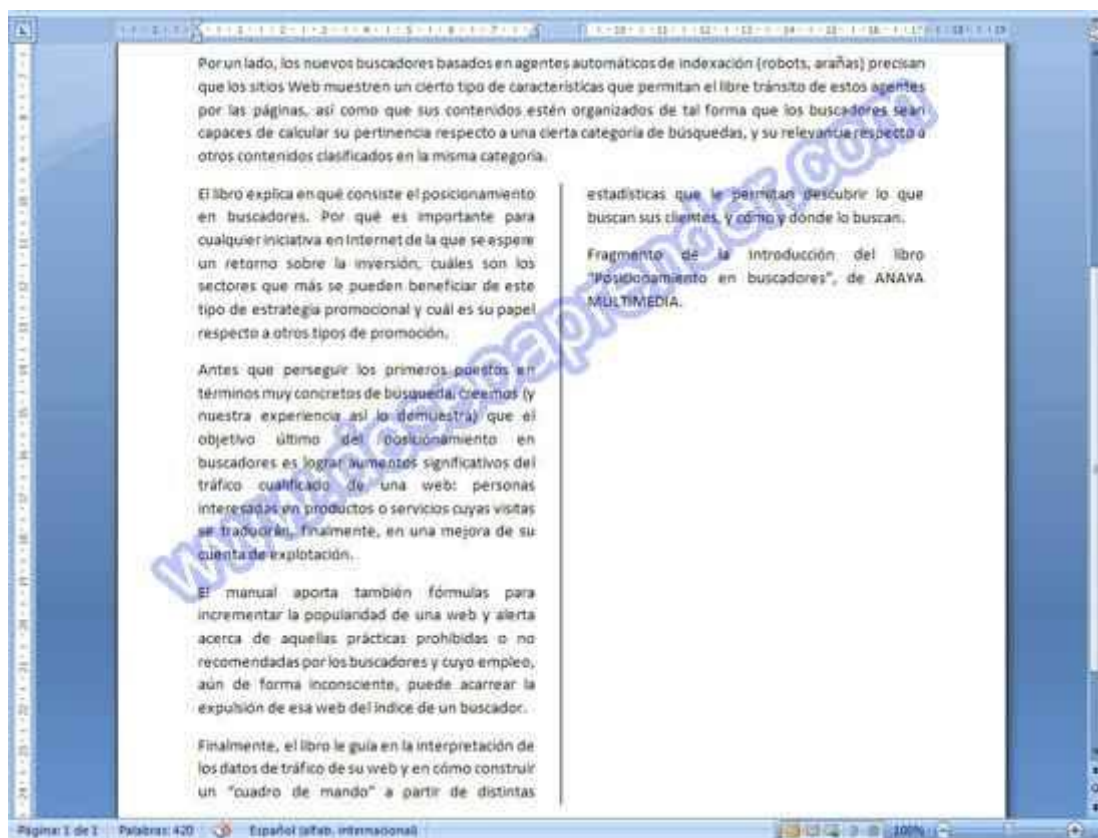 Por un lado, los nuevos buscadores basados en agentes automáticos de indexación (robots, arañas) precisan
que los sitios Web muestren un cierto tipo de características que permitan el libre tránsito de estos agentes
por las páginas, así como que sus contenidos estén organizados de tal forma que los buscadores sean
capaces de calcular su pertinencia respecto a una cierta categoría de búsquedas, y su relevancia respecto a
otros contenidos clasificados en la misma categoría.
El libro explica en qué consiste el posicionamiento
en buscadores. Por qué es importante para
cualquier iniciativa en Internet de la que se espere
un retorno sobre la inversión, cuáles son los
sectores que más se pueden beneficiar de este
tipo de estrategia promocional y cuál es su papel
respecto a otros tipos de promoción.
Antes que perseguir los primeros puestos en
términos muy concretos de búsqueda, creemos (y
nuestra experiencia así lo demuestra) que el
objetivo último del posicionamiento en
buscadores es lograr aumentos significativos del
tráfico cualificado de una web: personas
interesadas en productos o servicios cuyas visitas
se traducirán, finalmente, en una mejora de su
cuenta de explotación.
El manual aporta también fórmulas para
incrementar la popularidad de una web y alerta
acerca de aquellas prácticas prohibidas o no
recomendadas por los buscadores y cuyo empleo,
aún de forma inconsciente, puede acarrear la
expulsión de esa web del índice de un buscador.
Finalmente, el libro le guía en la interpretación de
los datos de tráfico de su web y en cómo construir
un "cuadro de mando" a partir de distintas
estadísticas que le permitan descubrir lo que
buscan sus clientes, y cómo y dónde lo buscan.
Fragmento de la introducción del libro
"Posicionamiento en buscadores", de ANAYA
MULTIMEDIA.
www.adesoaprender.com
Página: 1 de 1 Palabras: 420 Español (alfab. internacional) 100%